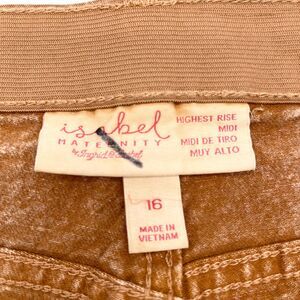 isabel
MATERNITY
by Ingrid & Isabel
HIGHEST RISE
MIDI
MIDI DE TIRO
MUY ALTO
16
MADE IN
VIETNAM